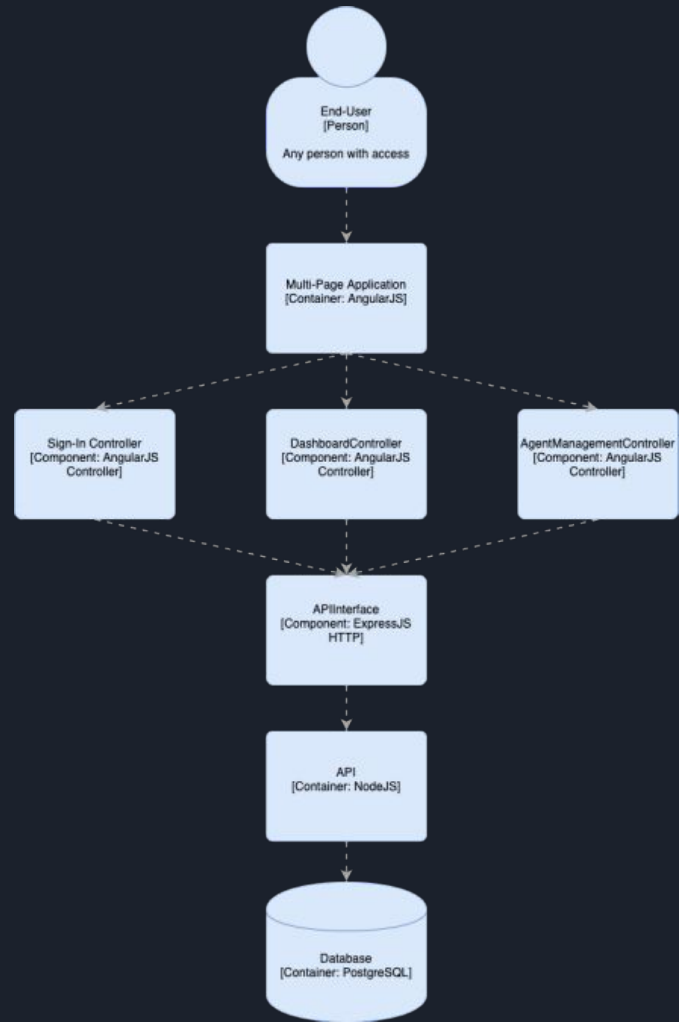 End-User
[Person]
Any person with access
Multi-Page Application
[Container: AngularJS]
Sign-In Controller
[Component: AngularJS
Controller]
DashboardController
[Component: AngularJS
Controller]
AgentManagementController
[Component: AngularJS
Controller]
APIInterface
[Component: ExpressJS
HTTP]
API
[Container: NodeJS]
Database
[Container: PostgreSQL]